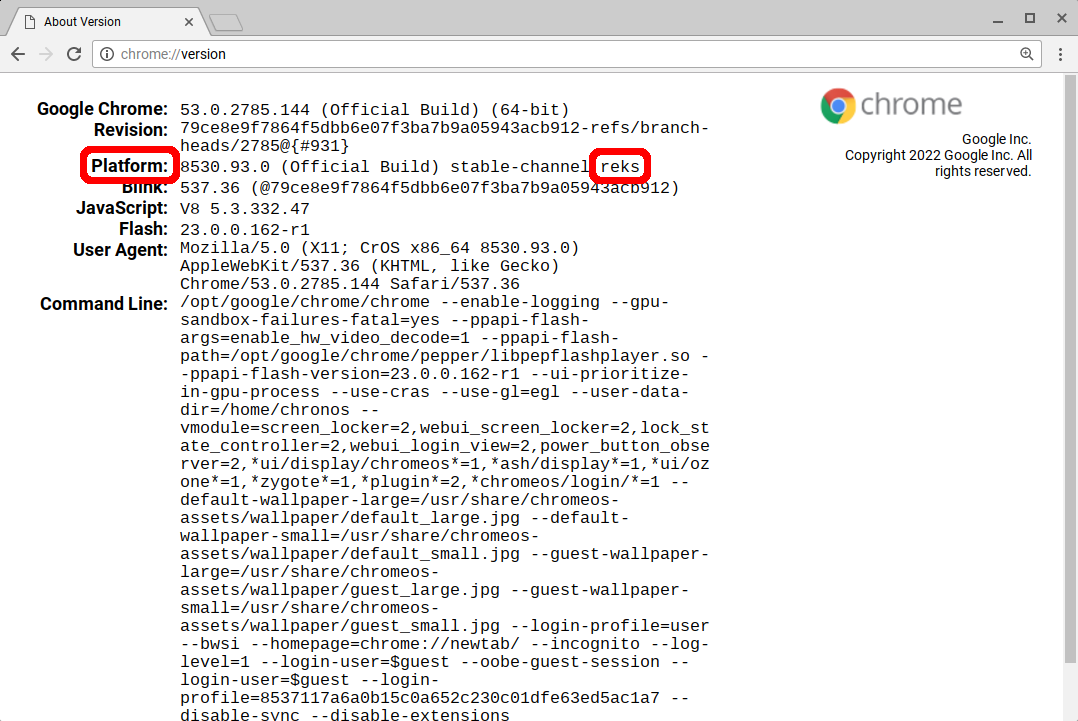 About Version
chrome://version
chrome
Google Inc.
Copyright 2022 Google Inc. All
rights reserved.
Google Chrome: 53.0.2785.144 (Official Build) (64-bit)
Revision: 79ce8e9f7864f5dbb6e07f3ba7b9a05943acb912-refs/branch-
heads/2785@{#931}
Platform: 8530.93.0 (Official Build) stable-channel reks
Blink: 537.36 (@79ce8e9f7864f5dbb6e07f3ba7b9a05943acb912)
JavaScript: V8 5.3.332.47
Flash: 23.0.0.162-r1
User Agent: Mozilla/5.0 (X11; CrOS x86_64 8530.93.0)
AppleWebKit/537.36 (KHTML, like Gecko)
Chrome/53.0.2785.144 Safari/537.36
Command Line: /opt/google/chrome/chrome --enable-logging --gpu-
sandbox-failures-fatal=yes --ppapi-flash-
args=enable_hw_video_decode=1 --ppapi-flash-
path=/opt/google/chrome/pepper/libpepflashplayer.so -
-ppapi-flash-version=23.0.0.162-r1 --ui-prioritize-
in-gpu-process --use-cras --use-gl=egl --user-data-
dir=/home/chronos --
vmodule=screen_locker=2,webui_screen_locker=2,lock_st
ate_controller=2,webui_login_view=2,power_button_obse
rver=2,*ui/display/chromeos*=1,*ash/display*=1,*ui/oz
one*=1,*zygote*=1,*plugin*=2,*chromeos/login/*=1 --
default-wallpaper-large=/usr/share/chromeos-
assets/wallpaper/default_large.jpg --default-
wallpaper-small=/usr/share/chromeos-
assets/wallpaper/default_small.jpg --guest-wallpaper-
large=/usr/share/chromeos-
assets/wallpaper/guest_large.jpg --guest-wallpaper-
small=/usr/share/chromeos-
assets/wallpaper/guest_small.jpg --login-profile=user
--bwsi --homepage=chrome://newtab/ --incognito --log-
level=1 --login-user=$guest --oobe-guest-session --
login-user=$guest --login-
profile=8537117a6a0b15c0a652c230c01dfe63ed5ac1a7 --
disable-sync --disable-extensions